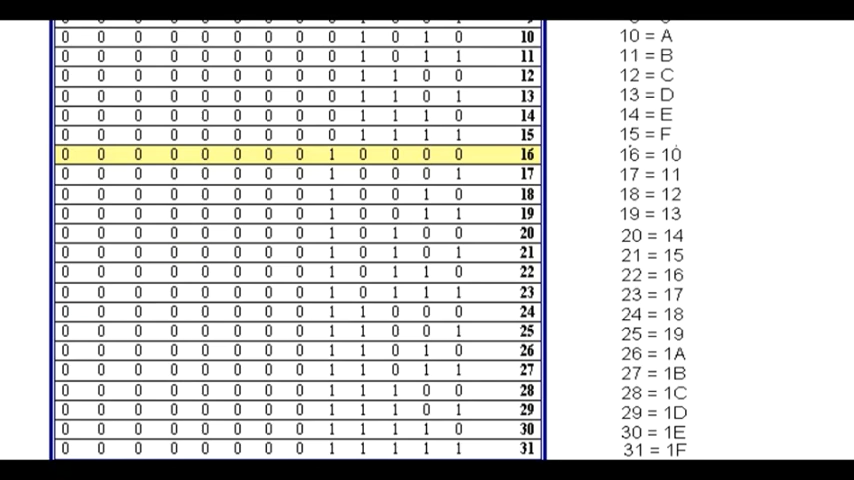 0 0 0 0 0 0 0 0 0 1 0 1 0 10 10 = A
0 0 0 0 0 0 0 0 0 1 0 1 1 11 11 = B
0 0 0 0 0 0 0 0 0 1 1 0 0 12 12 = C
0 0 0 0 0 0 0 0 0 1 1 0 1 13 13 = D
0 0 0 0 0 0 0 0 0 1 1 1 0 14 14 = E
0 0 0 0 0 0 0 0 0 1 1 1 1 15 15 = F
0 0 0 0 0 0 0 0 1 0 0 0 0 16 16 = 10
0 0 0 0 0 0 0 0 1 0 0 0 1 17 17 = 11
0 0 0 0 0 0 0 0 1 0 0 1 0 18 18 = 12
0 0 0 0 0 0 0 0 1 0 0 1 1 19 19 = 13
0 0 0 0 0 0 0 0 1 0 1 0 0 20 20 = 14
0 0 0 0 0 0 0 0 1 0 1 0 1 21 21 = 15
0 0 0 0 0 0 0 0 1 0 1 1 0 22 22 = 16
0 0 0 0 0 0 0 0 1 0 1 1 1 23 23 = 17
0 0 0 0 0 0 0 0 1 1 0 0 0 24 24 = 18
0 0 0 0 0 0 0 0 1 1 0 0 1 25 25 = 19
0 0 0 0 0 0 0 0 1 1 0 1 0 26 26 = 1A
0 0 0 0 0 0 0 0 1 1 0 1 1 27 27 = 1B
0 0 0 0 0 0 0 0 1 1 1 0 0 28 28 = 1C
0 0 0 0 0 0 0 0 1 1 1 0 1 29 29 = 1D
0 0 0 0 0 0 0 0 1 1 1 1 0 30 30 = 1E
0 0 0 0 0 0 0 0 1 1 1 1 1 31 31 = 1F